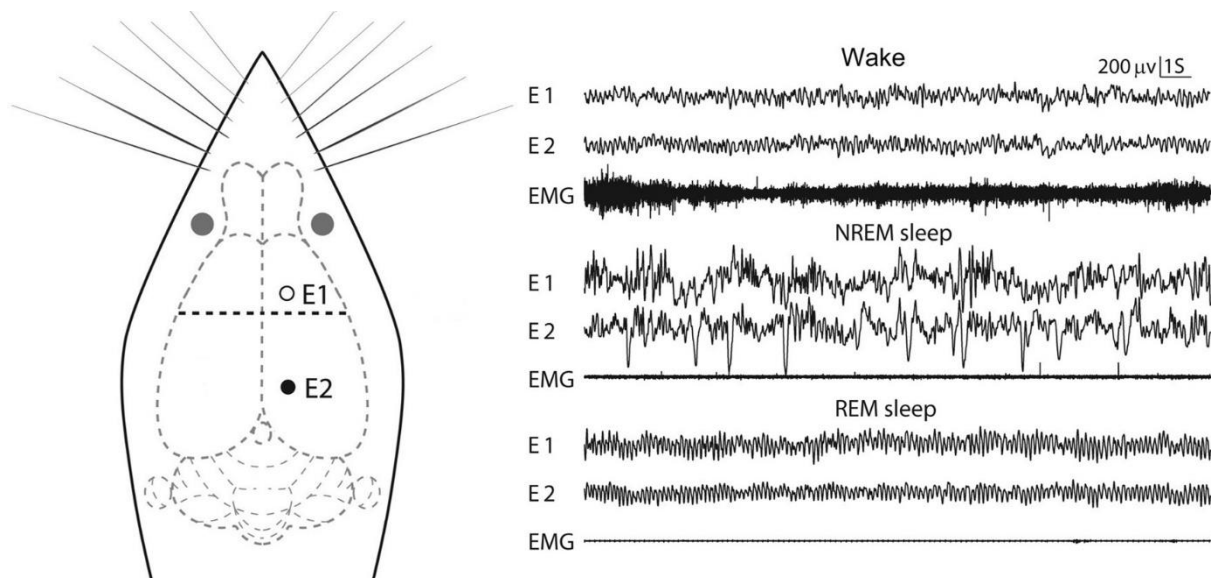 E1
E2
Wake
200 μv 1S
E 1
E 2
EMG
NREM sleep
E 1
E 2
EMG
REM sleep
E 1
E 2
EMG